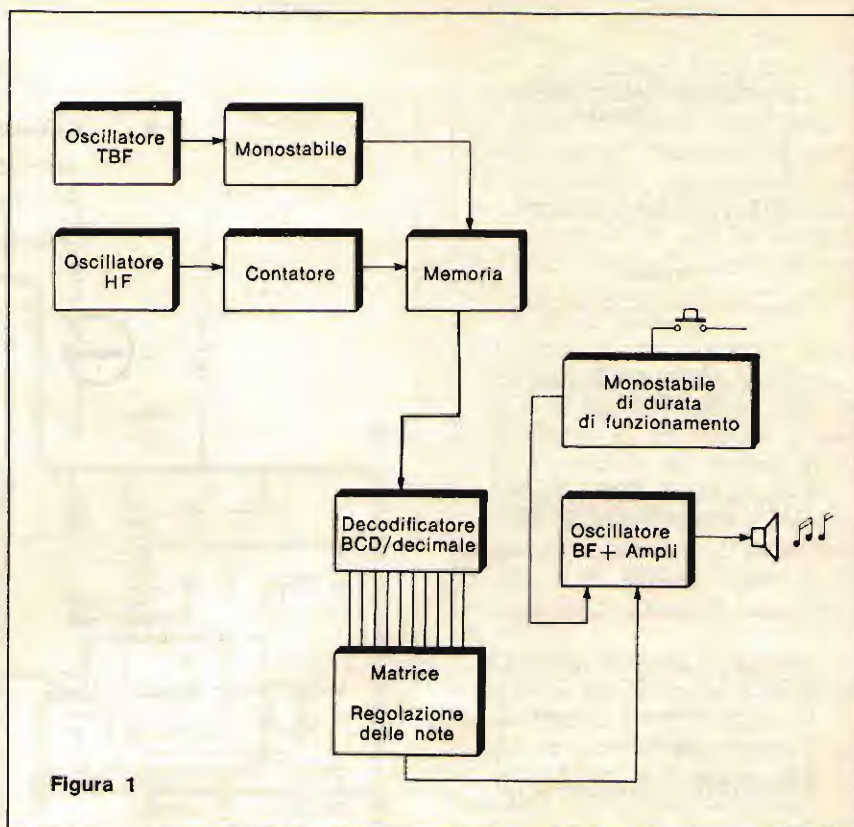 Oscillatore
TBF
Monostabile
Oscillatore
HF
Contatore
Memoria
Monostabile
di durata
di funzionamento
Decodificatore
BCD/decimale
Oscillatore
BF + Ampli
Matrice
Regolazione
delle note
Figura 1